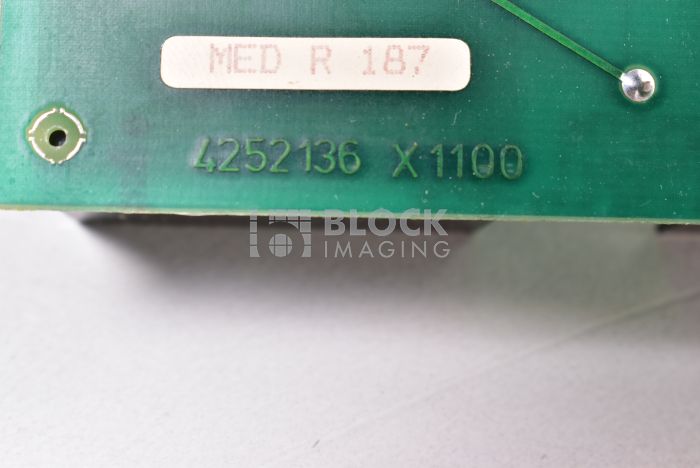 MED R 187
4252136 X1100
BLOCK
IMAGING